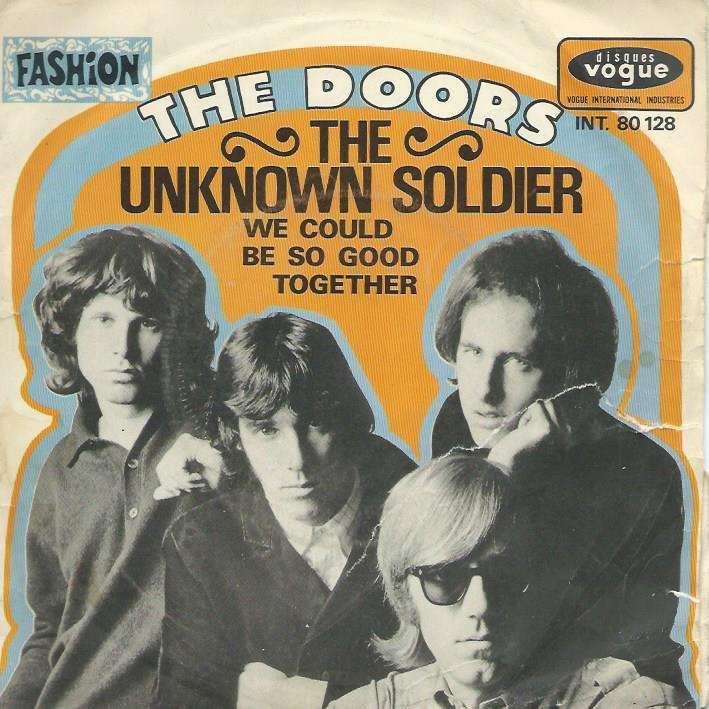 FASHION
disques
vogue
VOGUE INTERNATIONAL INDUSTRIES
INT. 80 128
THE DOORS
THE
UNKNOWN SOLDIER
WE COULD
BE SO GOOD
TOGETHER